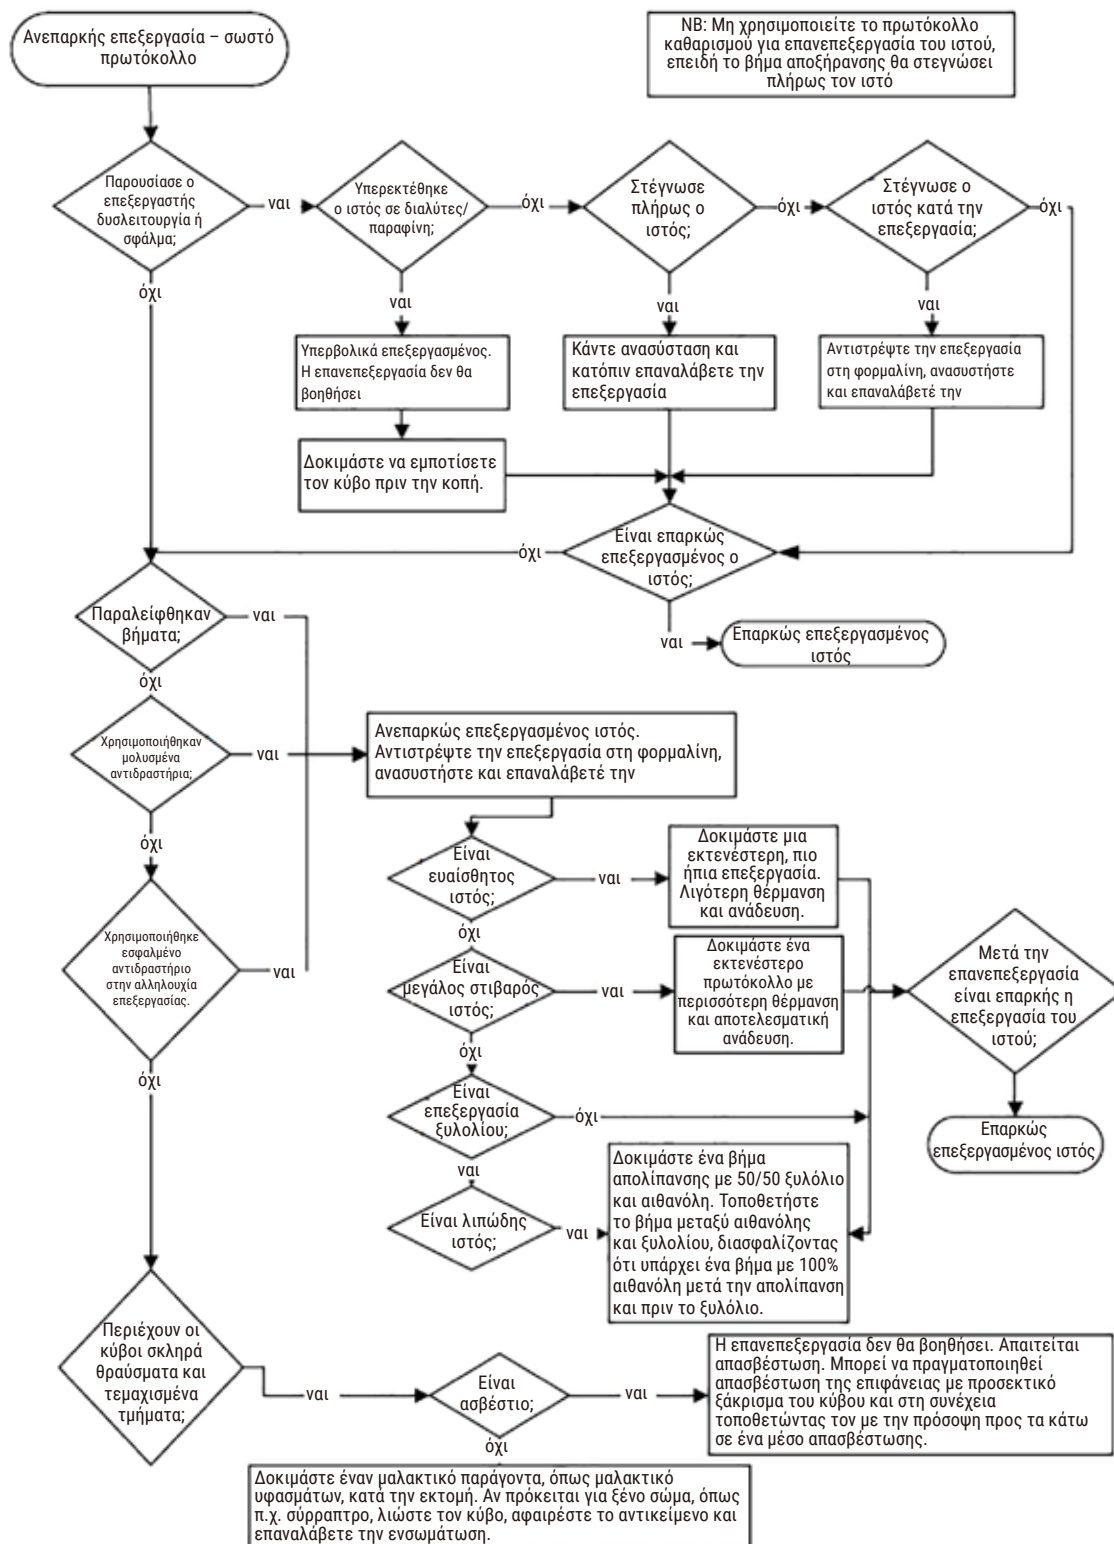 Ανεπαρκής επεξεργασία – σωστό
πρωτόκολλο
NB: Μη χρησιμοποιείτε το πρωτόκολλο
καθαρισμού για επανεπεξεργασία του ιστού,
επειδή το βήμα αποξήρανσης θα στεγνώσει
πλήρως τον ιστό
Παρουσίασε ο
επεξεργαστής
δυσλειτουργία ή
σφάλμα;
ναι
όχι
Υπερεκτέθηκε
ο ιστός σε διαλύτες/
παραφίνη;
όχι
ναι
Στέγνωσε
πλήρως ο
ιστός;
όχι
ναι
Στέγνωσε ο
ιστός κατά την
επεξεργασία;
όχι
ναι
Υπερβολικά επεξεργασμένος.
Η επανεπεξεργασία δεν θα
βοηθήσει
Κάντε ανασύσταση και
κατόπιν επαναλάβετε την
επεξεργασία
Αντιστρέψτε την επεξεργασία
στη φορμαλίνη, ανασυστήστε
και επαναλάβετέ την
Δοκιμάστε να εμποτίσετε
τον κύβο πριν την κοπή.
Είναι επαρκώς
επεξεργασμένος ο
ιστός;
όχι
ναι
Επαρκώς επεξεργασμένος
ιστός
Παραλείφθηκαν
βήματα;
ναι
όχι
Χρησιμοποιήθηκαν
μολυσμένα
αντιδραστήρια;
ναι
όχι
Ανεπαρκώς επεξεργασμένος ιστός.
Αντιστρέψτε την επεξεργασία στη φορμαλίνη,
ανασυστήστε και επαναλάβετέ την
Χρησιμοποιήθηκε
εσφαλμένο
αντιδραστήριο
στην αλληλουχία
επεξεργασίας.
ναι
όχι
Είναι
ευαίσθητος
ιστός;
ναι
όχι
Δοκιμάστε μια
εκτενέστερη, πιο
ήπια επεξεργασία.
Λιγότερη θέρμανση
και ανάδευση.
Είναι
μεγάλος στιβαρός
ιστός;
ναι
όχι
Δοκιμάστε ένα
εκτενέστερο
πρωτόκολλο με
περισσότερη θέρμανση
και αποτελεσματική
ανάδευση.
Μετά την
επανεπεξεργασία
είναι επαρκής η
επεξεργασία του
ιστού;
Επαρκώς
επεξεργασμένος ιστός
Είναι
επεξεργασία
ξυλολίου;
όχι
ναι
Είναι λιπώδης
ιστός;
ναι
Δοκιμάστε ένα βήμα
απολίπανσης με 50/50 ξυλόλιο
και αιθανόλη. Τοποθετήστε
το βήμα μεταξύ αιθανόλης
και ξυλολίου, διασφαλίζοντας
ότι υπάρχει ένα βήμα με 100%
αιθανόλη μετά την απολίπανση
και πριν το ξυλόλιο.
Περιέχουν οι
κύβοι σκληρά
θραύσματα και
τεμαχισμένα
τμήματα;
ναι
Είναι
ασβέστιο;
ναι
όχι
Η επανεπεξεργασία δεν θα βοηθήσει. Απαιτείται
απασβέστωση. Μπορεί να πραγματοποιηθεί
απασβέστωση της επιφάνειας με προσεκτικό
ξάκρισμα του κύβου και στη συνέχεια
τοποθετώντας τον με την πρόσοψη προς τα κάτω
σε ένα μέσο απασβέστωσης.
Δοκιμάστε έναν μαλακτικό παράγοντα, όπως μαλακτικό
υφασμάτων, κατά την εκτομή. Αν πρόκειται για ξένο σώμα, όπως
π.χ. σύρραπτρο, λιώστε τον κύβο, αφαιρέστε το αντικείμενο και
επαναλάβετε την ενσωμάτωση.